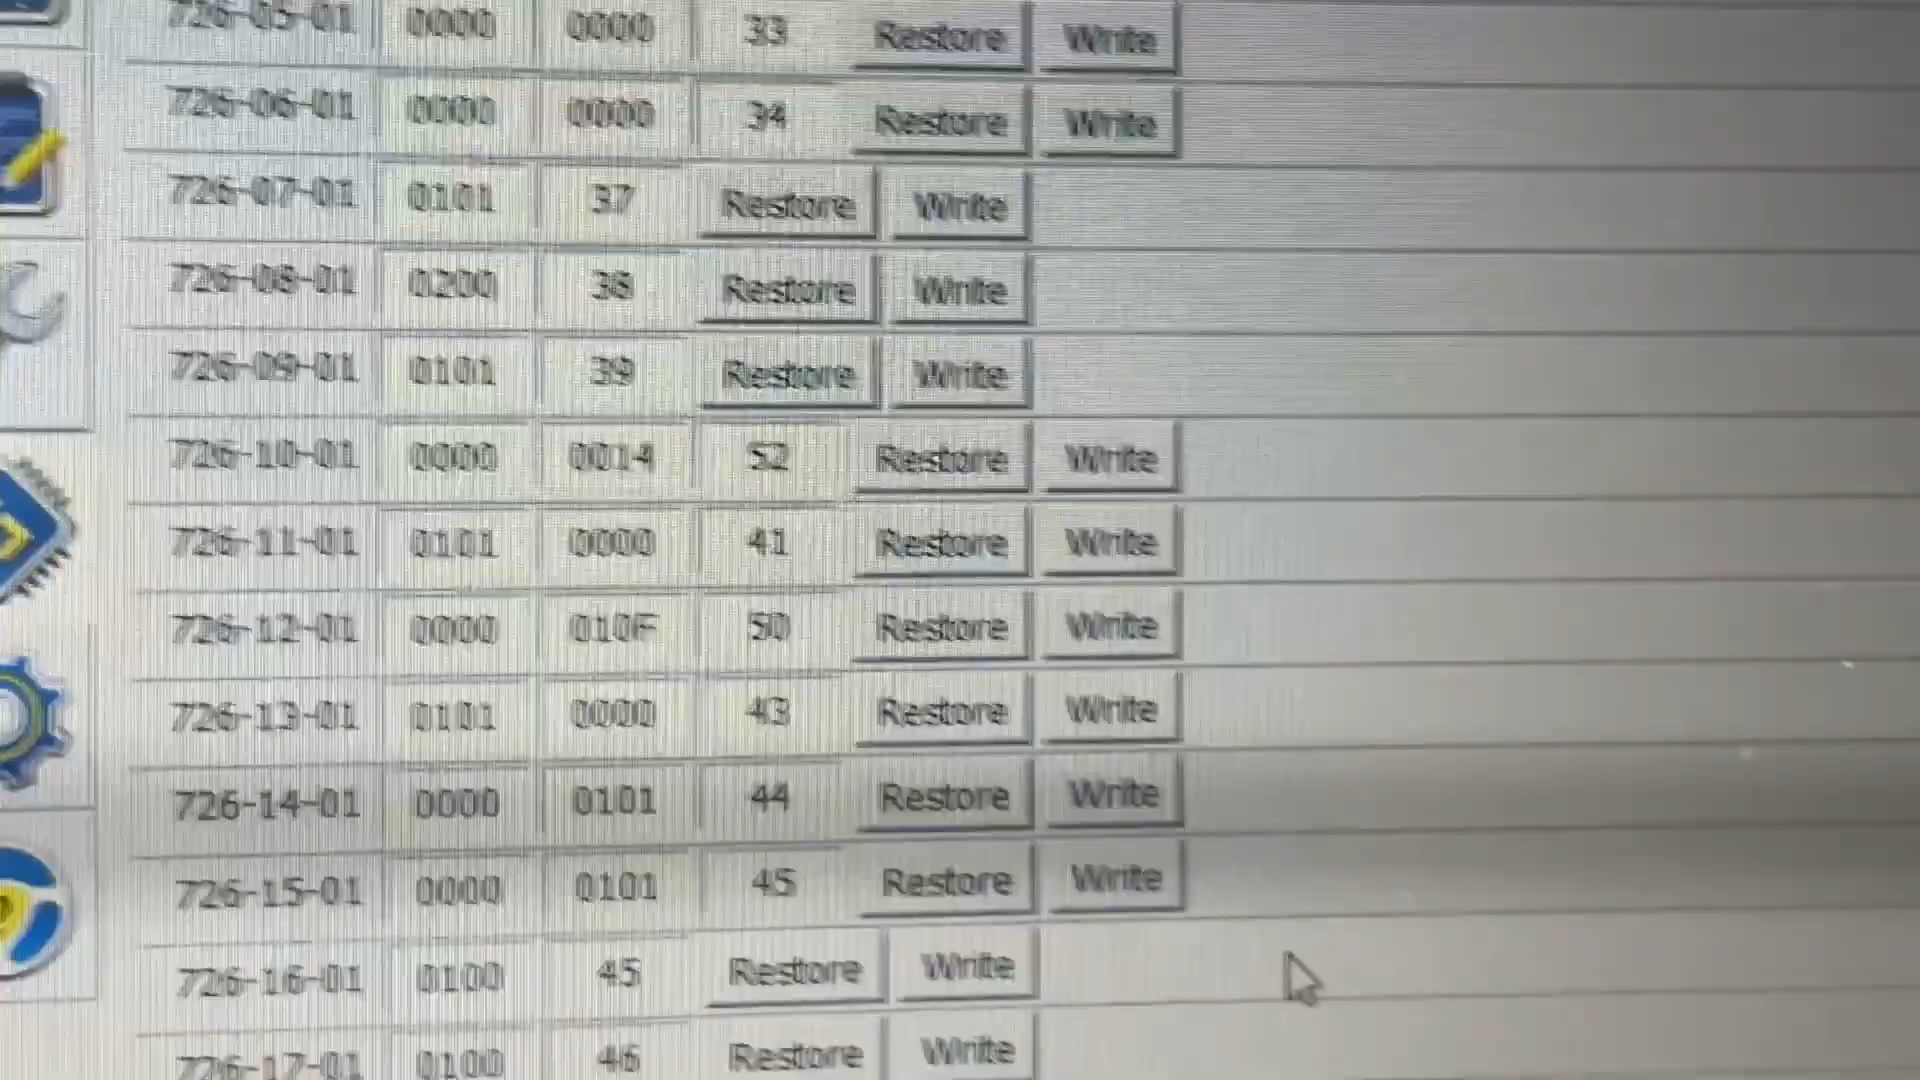 726-05-01 0000 0000 33 Restore Write
726-06-01 0000 0000 34 Restore Write
726-07-01 0101 37 Restore Write
726-08-01 0200 38 Restore Write
726-09-01 0101 39 Restore Write
726-10-01 0000 0014 52 Restore Write
726-11-01 0101 0000 41 Restore Write
726-12-01 0000 010F 50 Restore Write
726-13-01 0101 0000 43 Restore Write
726-14-01 0000 0101 44 Restore Write
726-15-01 0000 0101 45 Restore Write
726-16-01 0100 45 Restore Write
726-17-01 0100 46 Restore Write